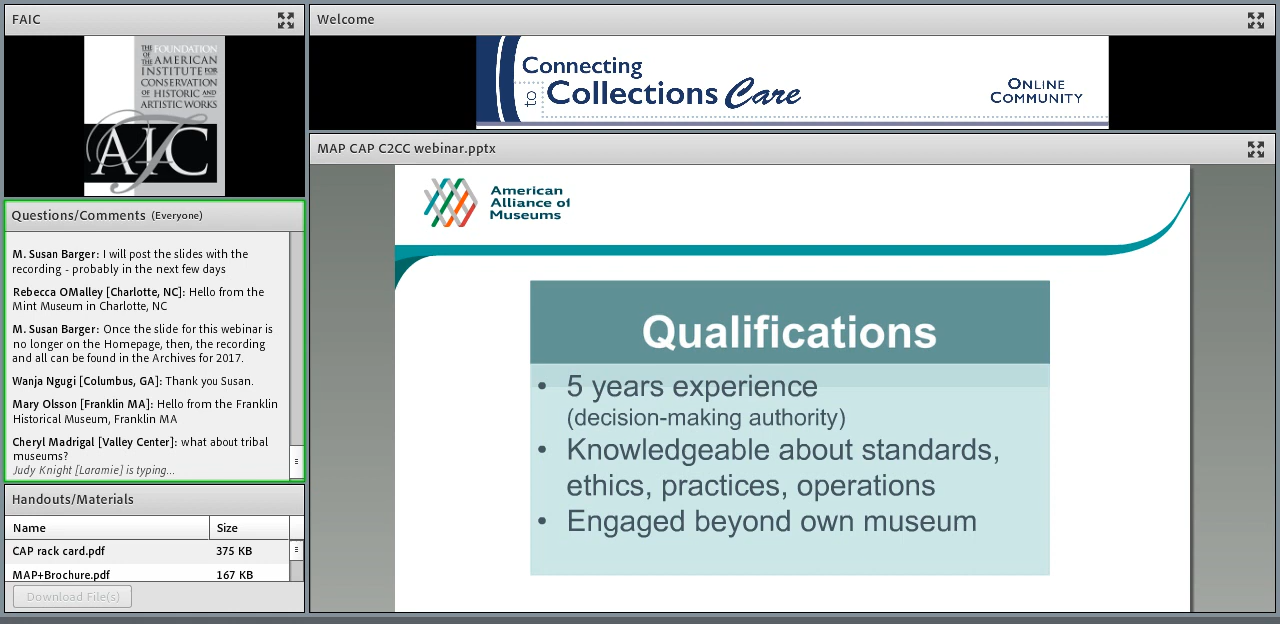 FAIC
THE FOUNDATION
OF THE AMERICAN
INSTITUTE FOR
CONSERVATION
OF HISTORIC AND
ARTISTIC WORKS
AIC
Questions/Comments (Everyone)
M. Susan Barger: I will post the slides with the
recording - probably in the next few days
Rebecca OMalley [Charlotte, NC]: Hello from the
Mint Museum in Charlotte, NC
M. Susan Barger: Once the slide for this webinar is
no longer on the Homepage, then, the recording
and all can be found in the Archives for 2017.
Wanja Ngugi [Columbus, GA]: Thank you Susan.
Mary Olsson [Franklin MA]: Hello from the Franklin
Historical Museum, Franklin MA
Cheryl Madrigal [Valley Center]: what about tribal
museums?
Judy Knight [Laramie] is typing...
Handouts/Materials
Name Size
CAP rack card.pdf 375 KB
MAP+Brochure.pdf 167 KB
Download File(s)
Welcome
Connecting
to Collections Care
ONLINE
COMMUNITY
MAP CAP C2CC webinar.pptx
American
Alliance of
Museums
Qualifications
• 5 years experience
(decision-making authority)
• Knowledgeable about standards,
ethics, practices, operations
• Engaged beyond own museum